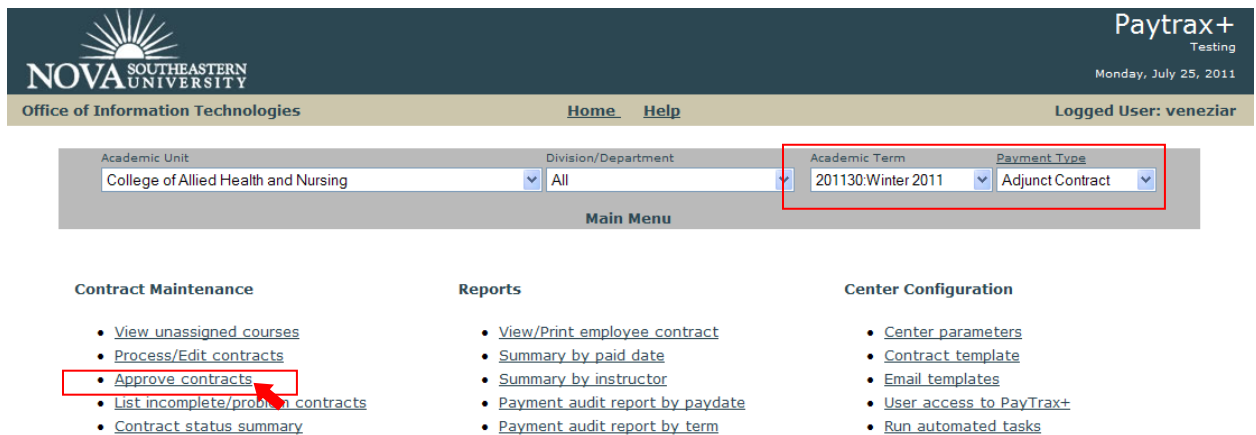 Paytrax+
Testing
NOVA SOUTHEASTERN UNIVERSITY
Monday, July 25, 2011
Office of Information Technologies Home Help Logged User: veneziar
Academic Unit Division/Department Academic Term Payment Type
College of Allied Health and Nursing All 201130:Winter 2011 Adjunct Contract
Main Menu
Contract Maintenance Reports Center Configuration
• View unassigned courses • View/Print employee contract • Center parameters
• Process/Edit contracts • Summary by paid date • Contract template
• Approve contracts • Summary by instructor • Email templates
• List incomplete/problem contracts • Payment audit report by paydate • User access to PayTrax+
• Contract status summary • Payment audit report by term • Run automated tasks